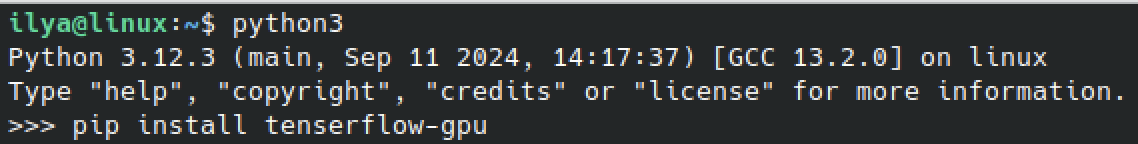 ilya@linux:~$ python3
Python 3.12.3 (main, Sep 11 2024, 14:17:37) [GCC 13.2.0] on linux
Type "help", "copyright", "credits" or "license" for more information.
>>> pip install tenserflow-gpu